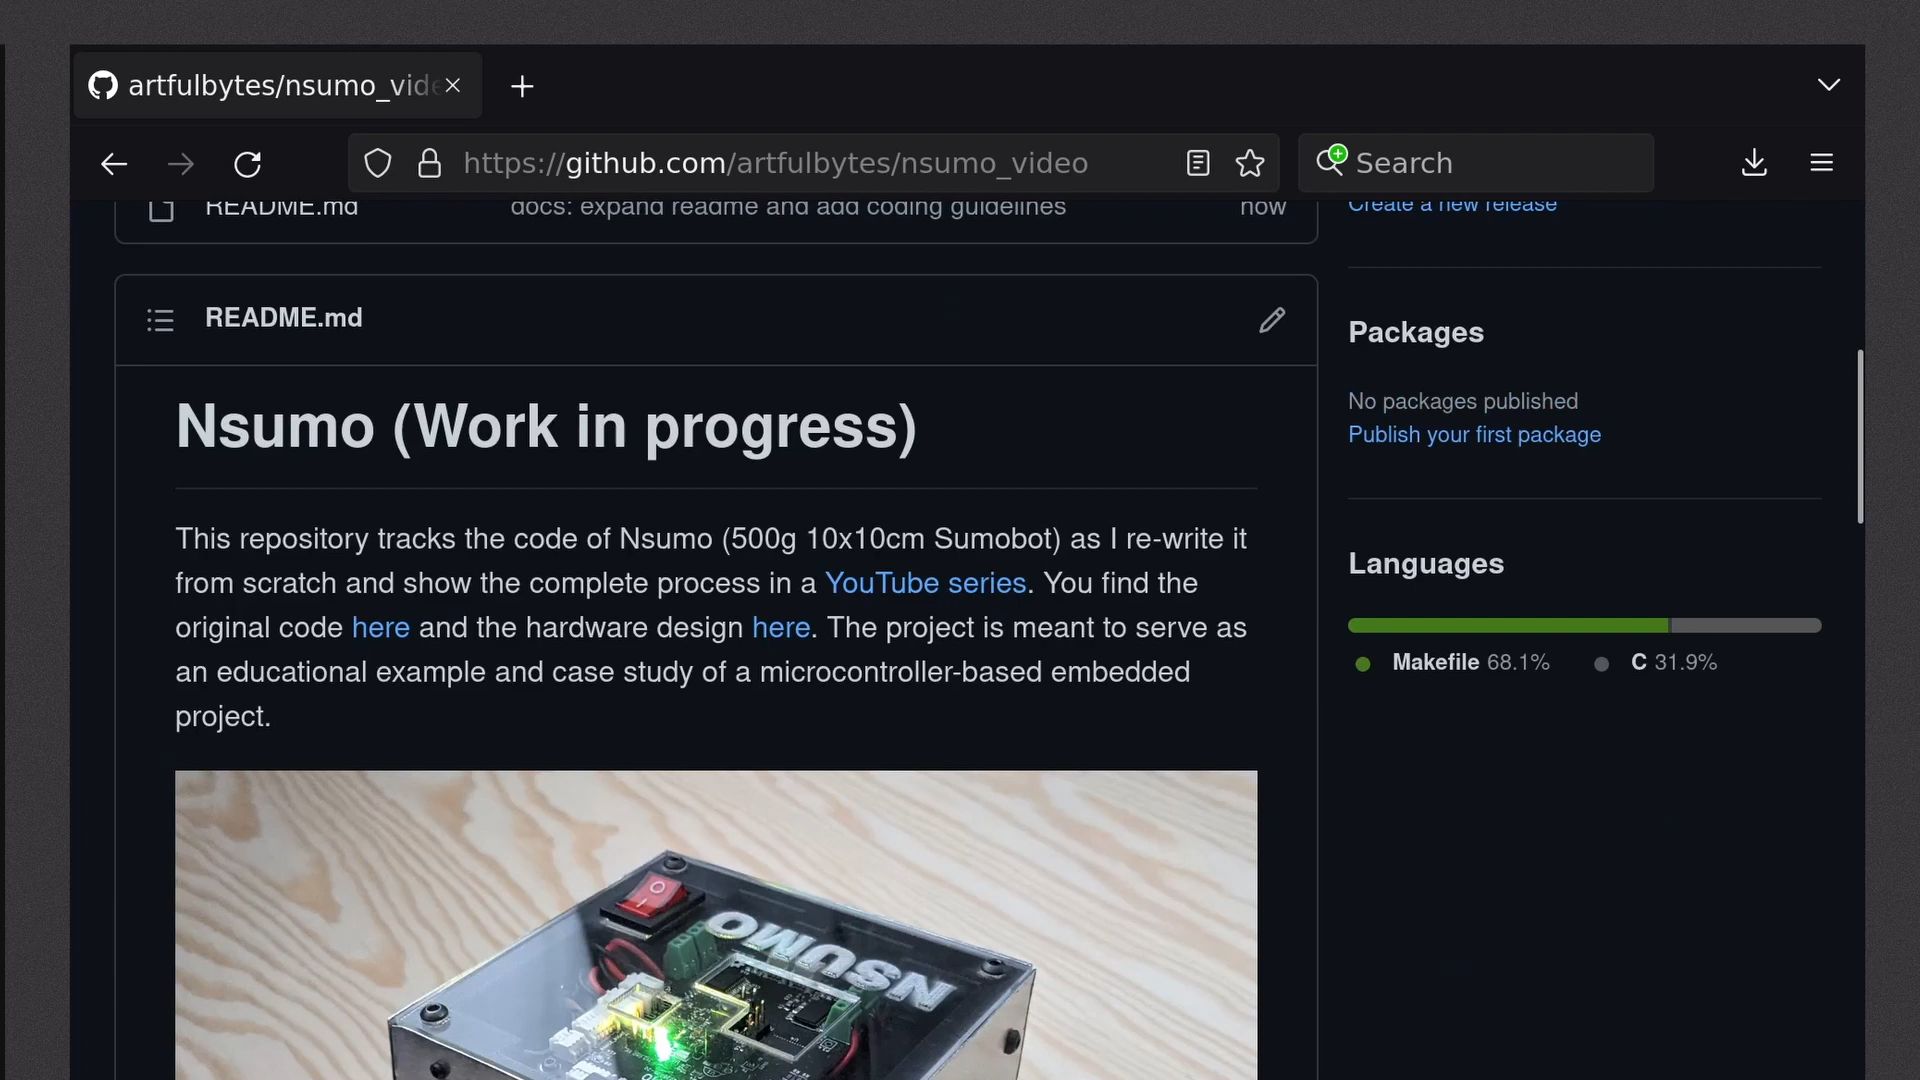 artfulbytes/nsumo_vide
https://github.com/artfulbytes/nsumo_video
Search
README.md
docs: expand readme and add coding guidelines
now
Create a new release
README.md
Nsumo (Work in progress)
This repository tracks the code of Nsumo (500g 10x10cm Sumobot) as I re-write it
from scratch and show the complete process in a YouTube series. You find the
original code here and the hardware design here. The project is meant to serve as
an educational example and case study of a microcontroller-based embedded
project.
Packages
No packages published
Publish your first package
Languages
Makefile 68.1%
C 31.9%
NSUMO